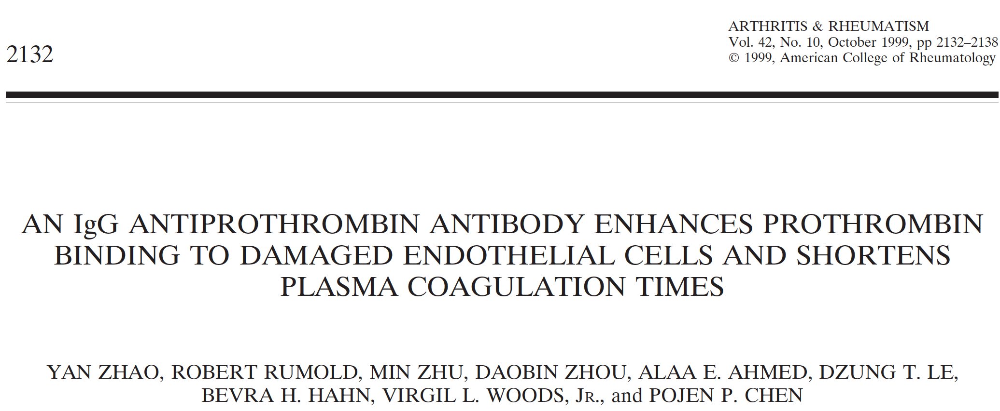 2132
ARTHRITIS & RHEUMATISM
Vol. 42, No. 10, October 1999, pp 2132–2138
© 1999, American College of Rheumatology
AN IgG ANTIPROTHROMBIN ANTIBODY ENHANCES PROTHROMBIN
BINDING TO DAMAGED ENDOTHELIAL CELLS AND SHORTENS
PLASMA COAGULATION TIMES
YAN ZHAO, ROBERT RUMOLD, MIN ZHU, DAOBIN ZHOU, ALAA E. AHMED, DZUNG T. LE,
BEVRA H. HAHN, VIRGIL L. WOODS, JR., and POJEN P. CHEN